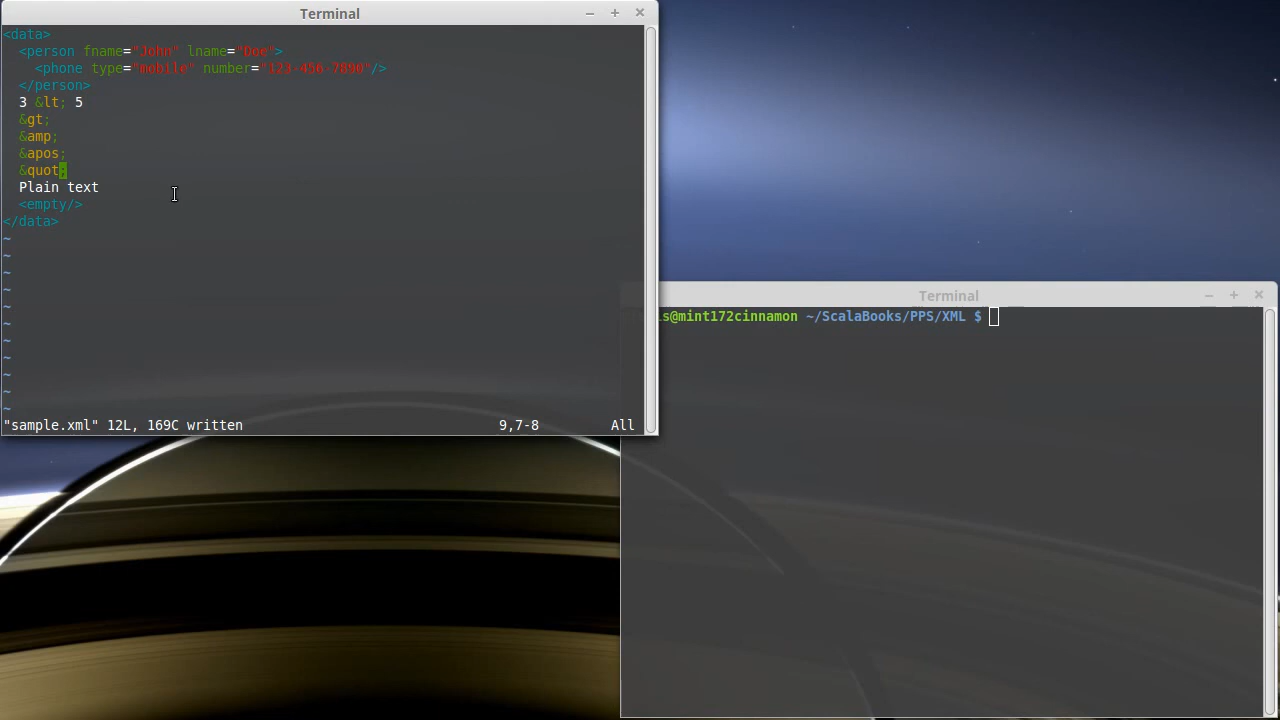 Terminal
<data>
<person fname="John" lname="Doe">
<phone type="mobile" number="123-456-7890"/>
</person>
3 &lt; 5
&gt;
&amp;
&apos;
&quot;
Plain text
<empty/>
</data>
~
~
~
~
~
~
~
~
~
~
~
"sample.xml" 12L, 169C written 9,7-8 All
Terminal
s@mint172cinnamon ~/ScalaBooks/PPS/XML $